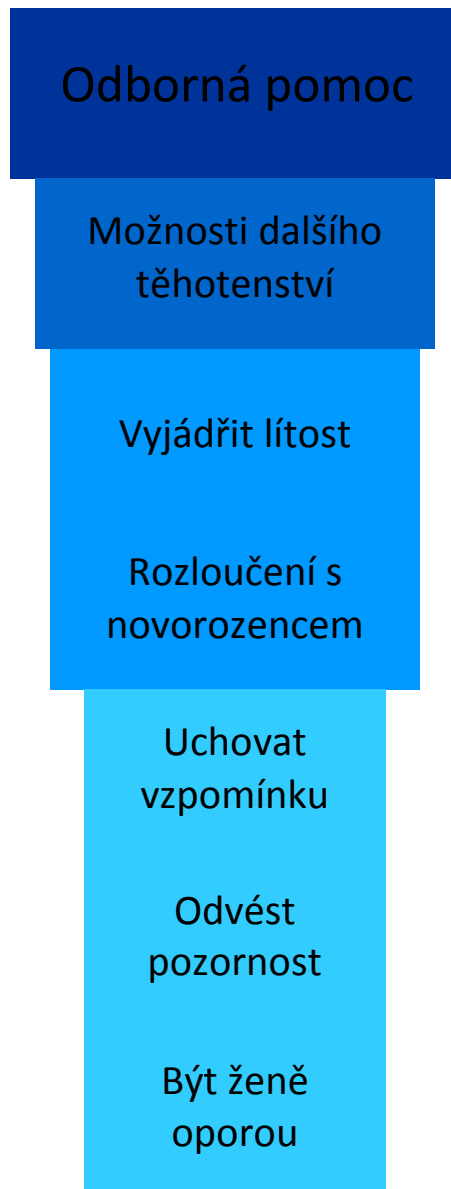 Odborná pomoc
Možnosti dalšího
těhotenství
Vyjádřit lítost
Rozloučení s
novorozencem
Uchovat
vzpomínku
Odvést
pozornost
Být ženě
oporou